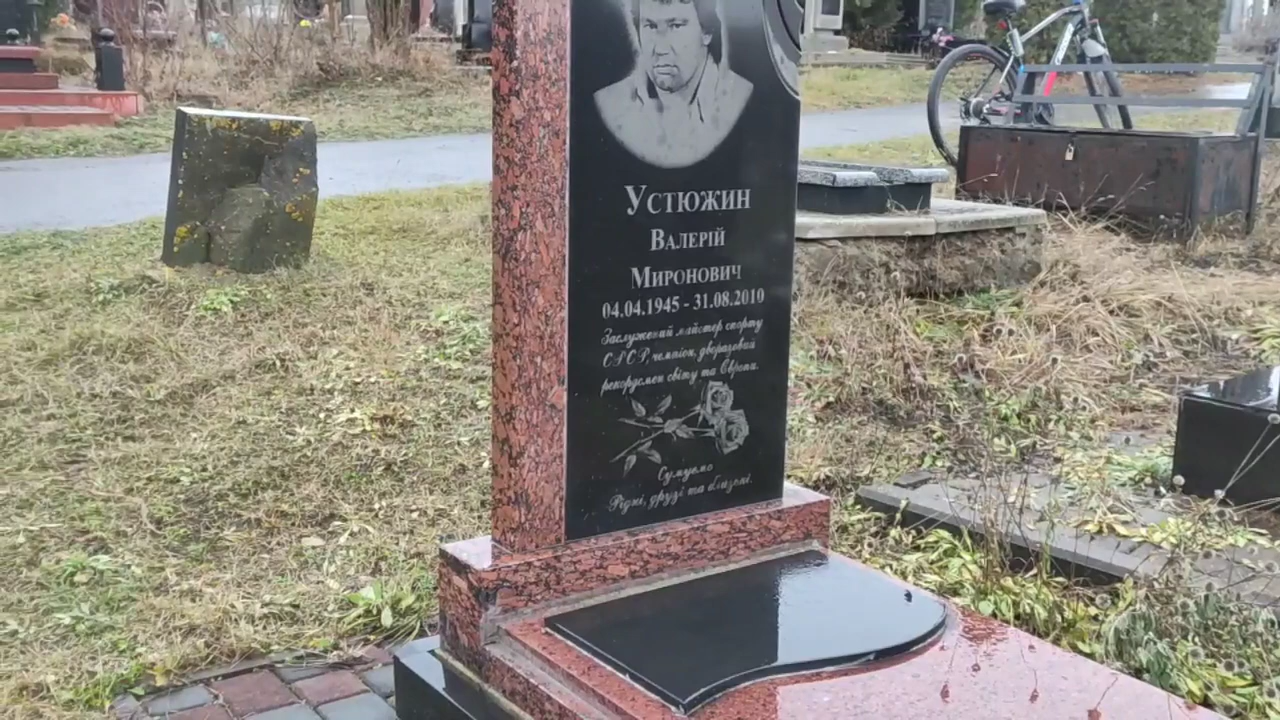 Устюжин
Валерій
Миронович
04.04.1945 - 31.08.2010
Заслужений майстер спорту
СРСР, чемпіон, дворазовий
рекордсмен світу та Європи.
Сумуємо
Рідні, друзі та близькі.